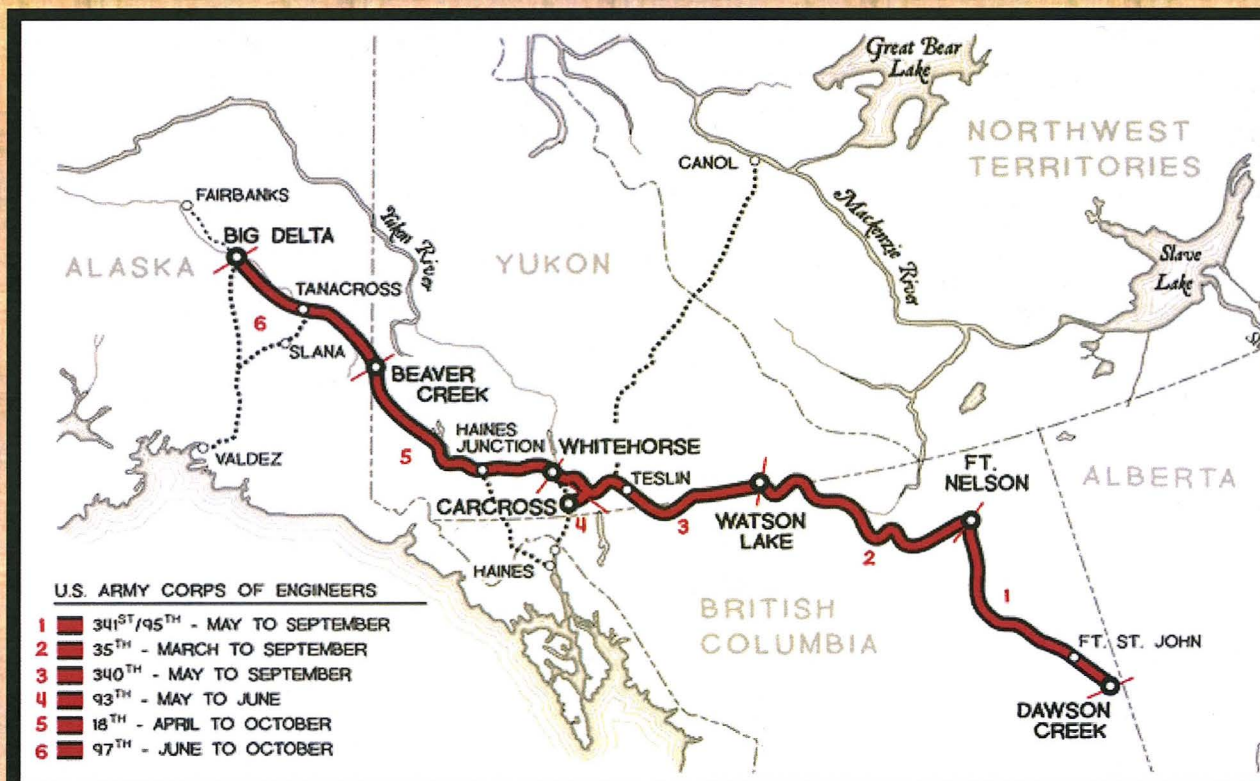 Great Bear
Lake
NORTHWEST
TERRITORIES
CANOL
FAIRBANKS
Yukon River
Mackenzie River
BIG DELTA
ALASKA
YUKON
Slave
Lake
TANACROSS
6
SLANA
BEAVER
CREEK
HAINES
JUNCTION
WHITEHORSE
5
VALDEZ
TESLIN
FT.
NELSON
ALBERTA
CARCROSS
4
3
WATSON
LAKE
2
HAINES
1
BRITISH
COLUMBIA
FT. ST. JOHN
DAWSON
CREEK
U.S. ARMY CORPS OF ENGINEERS
1 341ST/95TH - MAY TO SEPTEMBER
2 35TH - MARCH TO SEPTEMBER
3 340TH - MAY TO SEPTEMBER
4 93TH - MAY TO JUNE
5 18TH - APRIL TO OCTOBER
6 97TH - JUNE TO OCTOBER